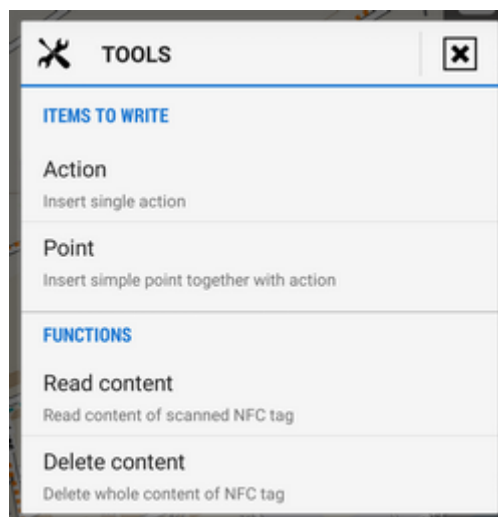 TOOLS
ITEMS TO WRITE
Action
Insert single action
Point
Insert simple point together with action
FUNCTIONS
Read content
Read content of scanned NFC tag
Delete content
Delete whole content of NFC tag